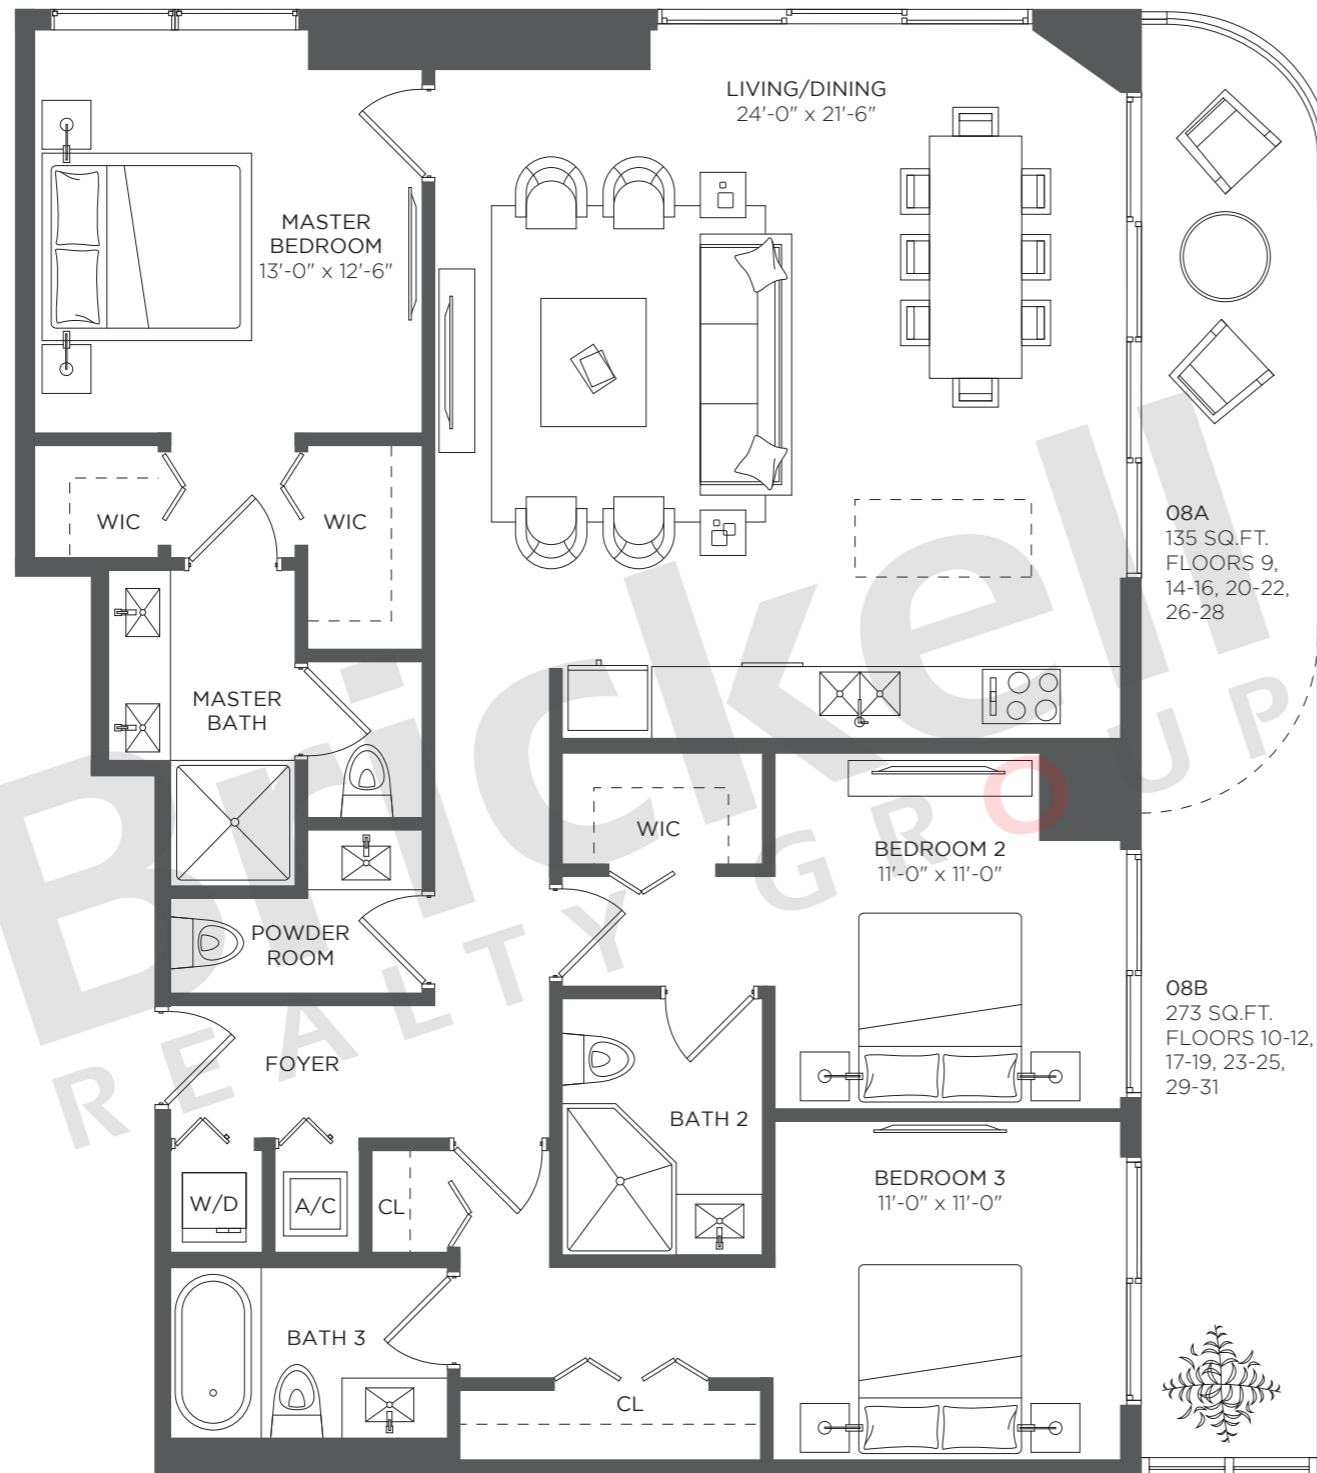 LIVING/DINING
24'-0" x 21'-6"
MASTER
BEDROOM
13'-0" x 12'-6"
WIC
WIC
08A
135 SQ.FT.
FLOORS 9,
14-16, 20-22,
26-28
MASTER
BATH
WIC
BEDROOM 2
11'-0" x 11'-0"
POWDER
ROOM
08B
273 SQ.FT.
FLOORS 10-12,
17-19, 23-25,
29-31
FOYER
BATH 2
BEDROOM 3
11'-0" x 11'-0"
W/D
A/C
CL
BATH 3
CL
Brickell
REALTY GROUP